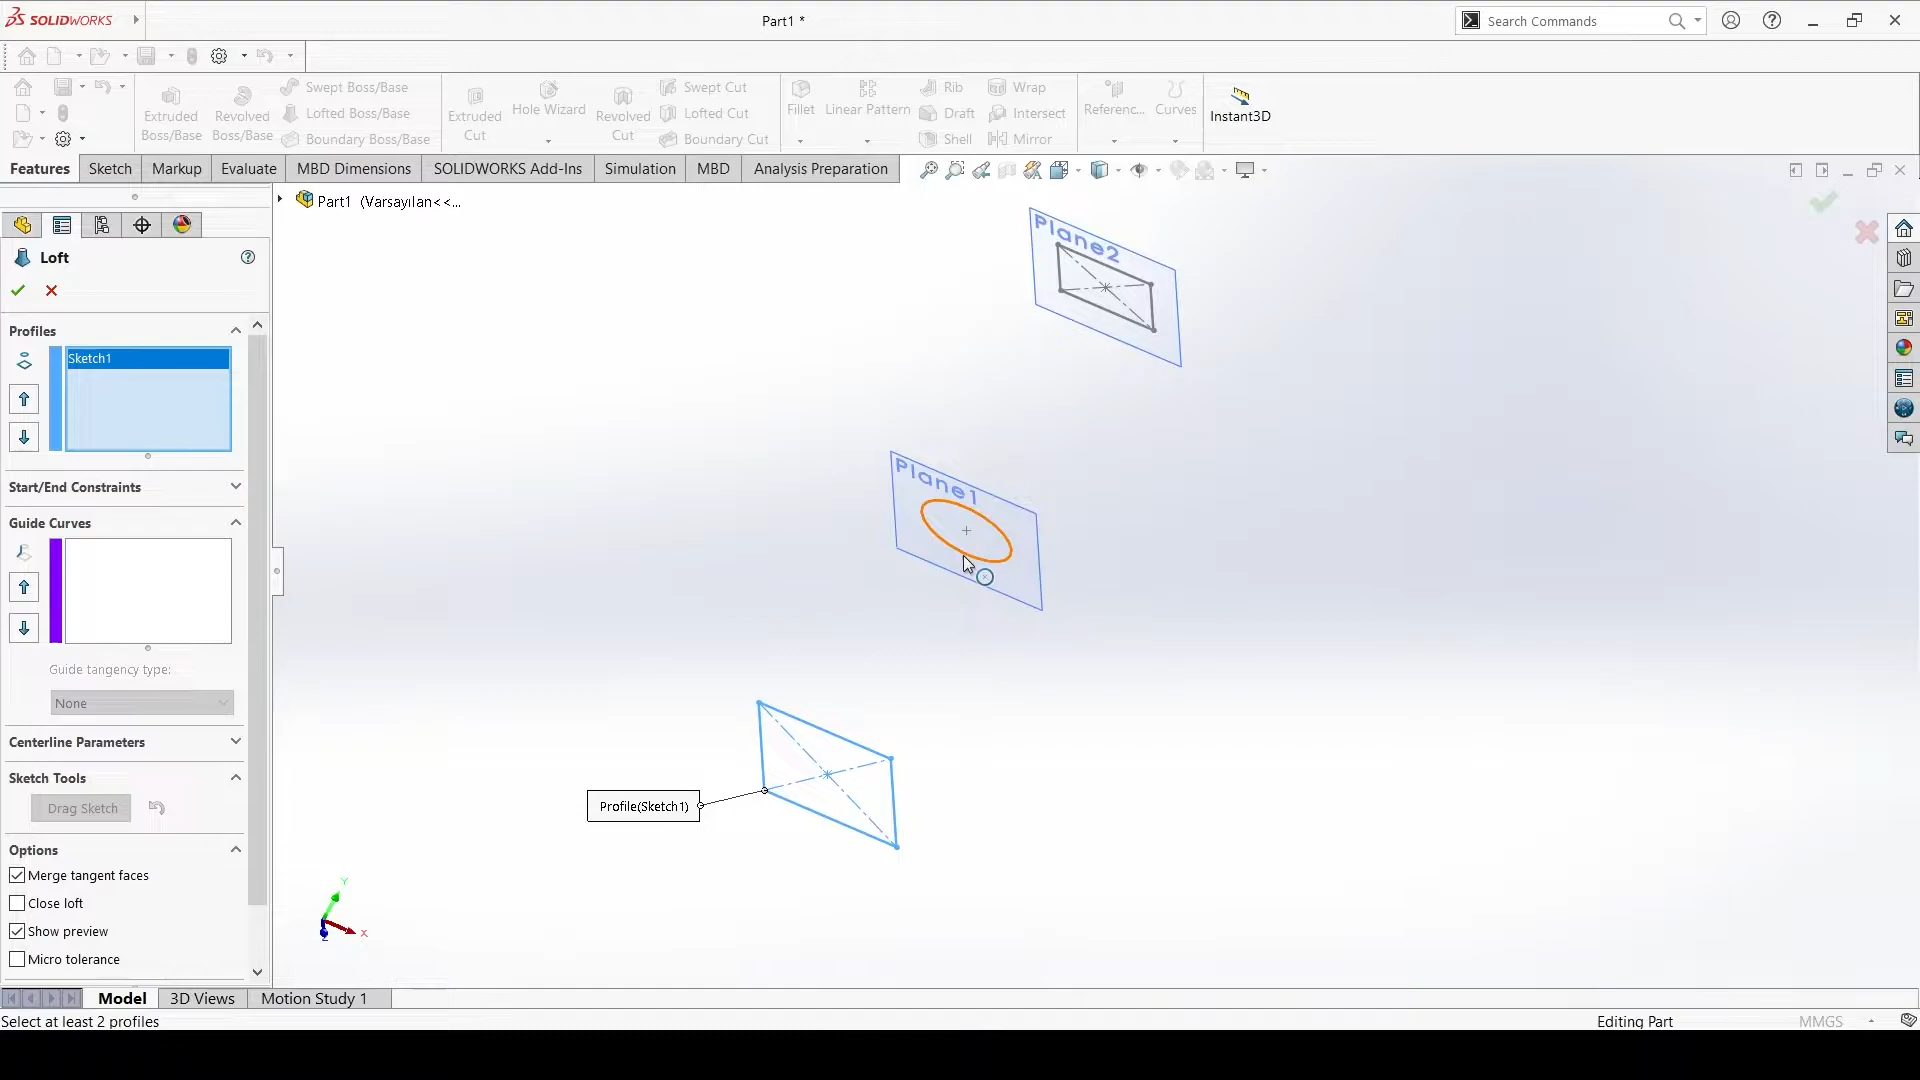 SOLIDWORKS
Part1 *
Search Commands
Extruded Boss/Base
Revolved Boss/Base
Swept Boss/Base
Lofted Boss/Base
Boundary Boss/Base
Extruded Cut
Hole Wizard
Revolved Cut
Swept Cut
Lofted Cut
Boundary Cut
Fillet
Linear Pattern
Rib
Draft
Shell
Wrap
Intersect
Mirror
Referenc...
Curves
Instant3D
Features
Sketch
Markup
Evaluate
MBD Dimensions
SOLIDWORKS Add-Ins
Simulation
MBD
Analysis Preparation
Part1 (Varsayılan<<...
Loft
Profiles
Sketch1
Start/End Constraints
Guide Curves
Guide tangency type:
None
Centerline Parameters
Sketch Tools
Drag Sketch
Options
Merge tangent faces
Close loft
Show preview
Micro tolerance
Plane2
Plane1
Profile(Sketch1)
Y
X
Z
Model
3D Views
Motion Study 1
Select at least 2 profiles
Editing Part
MMGS